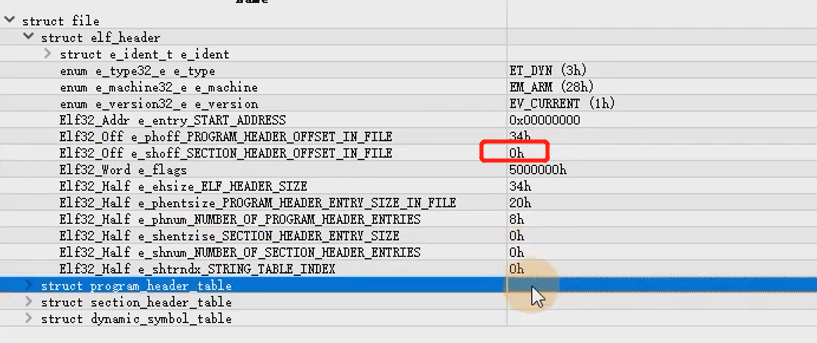 Name
struct file
struct elf_header
struct e_ident_t e_ident
enum e_type32_e e_type ET_DYN (3h)
enum e_machine32_e e_machine EM_ARM (28h)
enum e_version32_e e_version EV_CURRENT (1h)
Elf32_Addr e_entry_START_ADDRESS 0x00000000
Elf32_Off e_phoff_PROGRAM_HEADER_OFFSET_IN_FILE 34h
Elf32_Off e_shoff_SECTION_HEADER_OFFSET_IN_FILE 0h
Elf32_Word e_flags 5000000h
Elf32_Half e_ehsize_ELF_HEADER_SIZE 34h
Elf32_Half e_phentsize_PROGRAM_HEADER_ENTRY_SIZE_IN_FILE 20h
Elf32_Half e_phnum_NUMBER_OF_PROGRAM_HEADER_ENTRIES 8h
Elf32_Half e_shentzise_SECTION_HEADER_ENTRY_SIZE 0h
Elf32_Half e_shnum_NUMBER_OF_SECTION_HEADER_ENTRIES 0h
Elf32_Half e_shtrndx_STRING_TABLE_INDEX 0h
struct program_header_table
struct section_header_table
struct dynamic_symbol_table